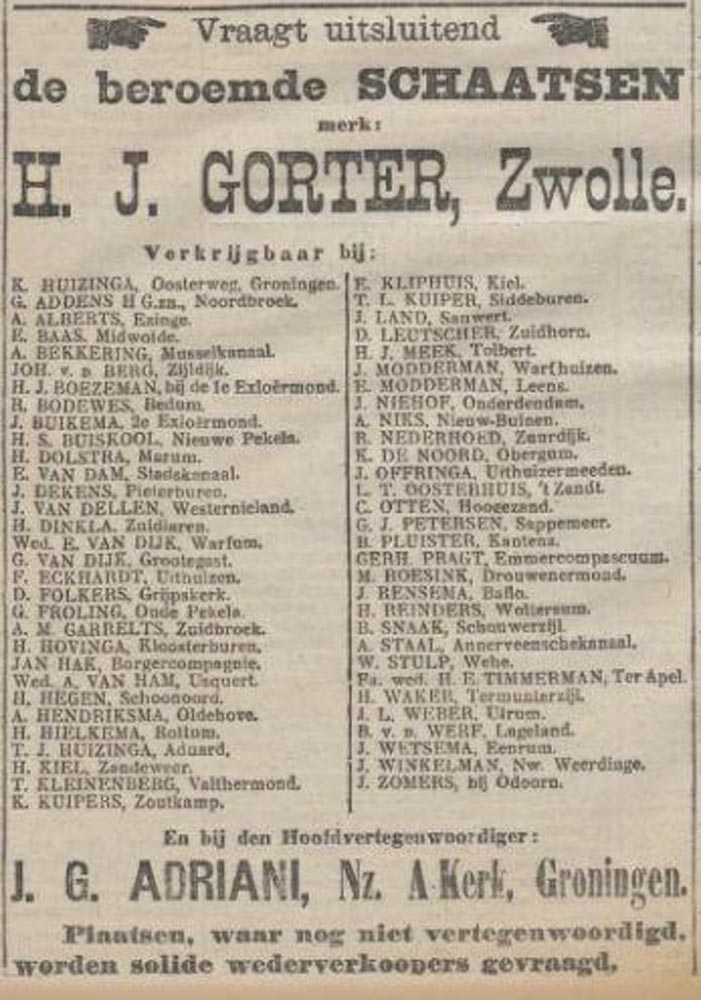 Vraagt uitsluitend
de beroemde SCHAATSEN
merk:
H. J. GORTER, Zwolle.
Verkrijgbaar bij:
K. HUIZINGA, Oosterweg, Groningen.
G. ADDENS H Gzn., Noordbroek.
A. ALBERTS, Ezinge.
E. BAAS, Midwolde.
A. BEKKERING, Musselkanaal.
JOH. v. D. BERG, Zijldijk.
H. J. BOEZEMAN, bij de 1e Exloërmond.
R. BODEWES, Bedum.
J. BUIKEMA, 2e Exloërmond.
H. S. BUISKOOL, Nieuwe Pekela.
H. DOLSTRA, Marum.
E. VAN DAM, Stadskanaal.
J. DEKENS, Pieterburen.
J. VAN DELLEN, Westernieland.
H. DINKLA, Zuidlaren.
Wed. E. VAN DIJK, Warfum.
G. VAN DIJK, Grootegast.
F. ECKHARDT, Uithuizen.
D. FOLKERS, Grijpskerk.
G. FROLING, Oude Pekela.
A. M. GARRELTS, Zuidbroek.
H. HOVINGA, Kloosterburen.
JAN HAK, Borgercompagnie.
Wed. A. VAN HAM, Usquert.
H. HEGEN, Schoonoord.
A. HENDRIKSMA, Oldehove.
H. HIELKEMA, Rottum.
T. J. HUIZINGA, Aduard,
H. KIEL, Zandeweer.
T. KLEINENBERG, Valthermond.
K. KUIPERS, Zoutkamp.
E. KLIPHUIS, Kiel.
T. L. KUIPER, Siddeburen.
J. LAND, Sauwert.
D. LEUTSCHER, Zuidhorn.
H. J. MEEK, Tolbert.
J. MODDERMAN, Warfhuizen.
E. MODDERMAN, Leens.
J. NIEHOF, Onderdendam.
A. NIKS, Nieuw-Buinen.
R. NEDERHOED, Zuurdijk.
K. DE NOORD, Obergum.
J. OFFRINGA, Uithuizermeeden.
L. T. OOSTERHUIS, 't Zandt.
C. OTTEN, Hoogezand.
G. J. PETERSEN, Sappemeer.
B. PLUISTER, Kantens.
GERH. PRAGT, Emmercompascuum.
M. ROESINK, Drouwenermond.
J. RENSEMA, Baflo.
H. REINDERS, Woltersum.
B. SNAAK, Schouwerzijl.
A. STAAL, Annerveenschekanaal.
W. STULP, Wehe.
Fa. wed. H. E. TIMMERMAN, Ter Apel.
H. WAKER, Termunterzijl.
J. L. WEBER, Ulrum.
B. v. D. WERF, Lageland.
J. WETSEMA, Eenrum.
J. WINKELMAN, Nw. Weerdinge.
J. ZOMERS, bij Odoorn.
En bij den Hoofdvertegenwoordiger:
J. G. ADRIANI, Nz. A-Kerk, Groningen.
Plaatsen, waar nog niet vertegenwoordigd,
worden solide wederverkoopers gevraagd,